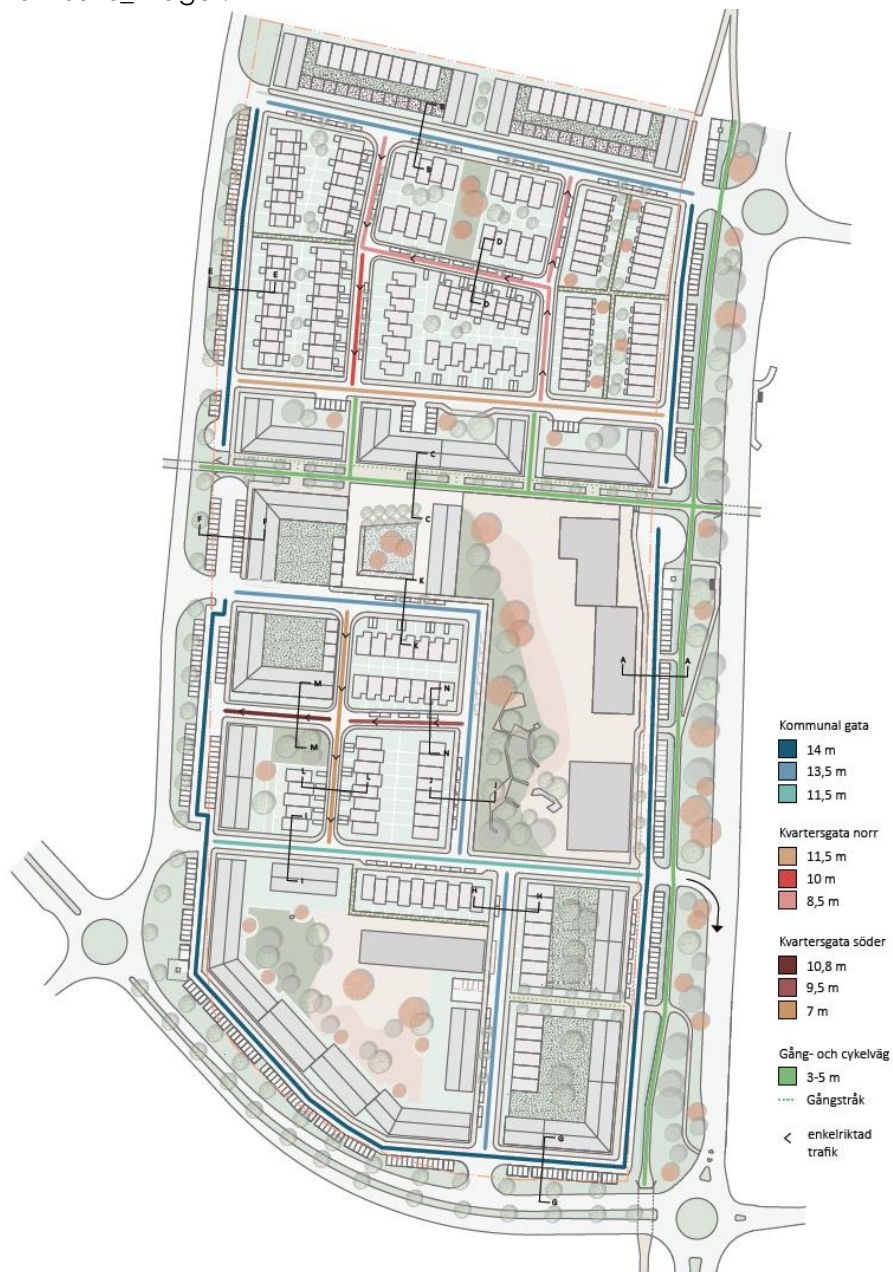 B
B
D
D
E
E
C
C
F
F
K
K
A
A
M
M
N
N
L
L
J
J
I
I
H
H
G
G
Kommunal gata
14 m
13,5 m
11,5 m
Kvartersgata norr
11,5 m
10 m
8,5 m
Kvartersgata söder
10,8 m
9,5 m
7 m
Gång- och cykelväg
3-5 m
Gångstråk
enkelriktad
trafik